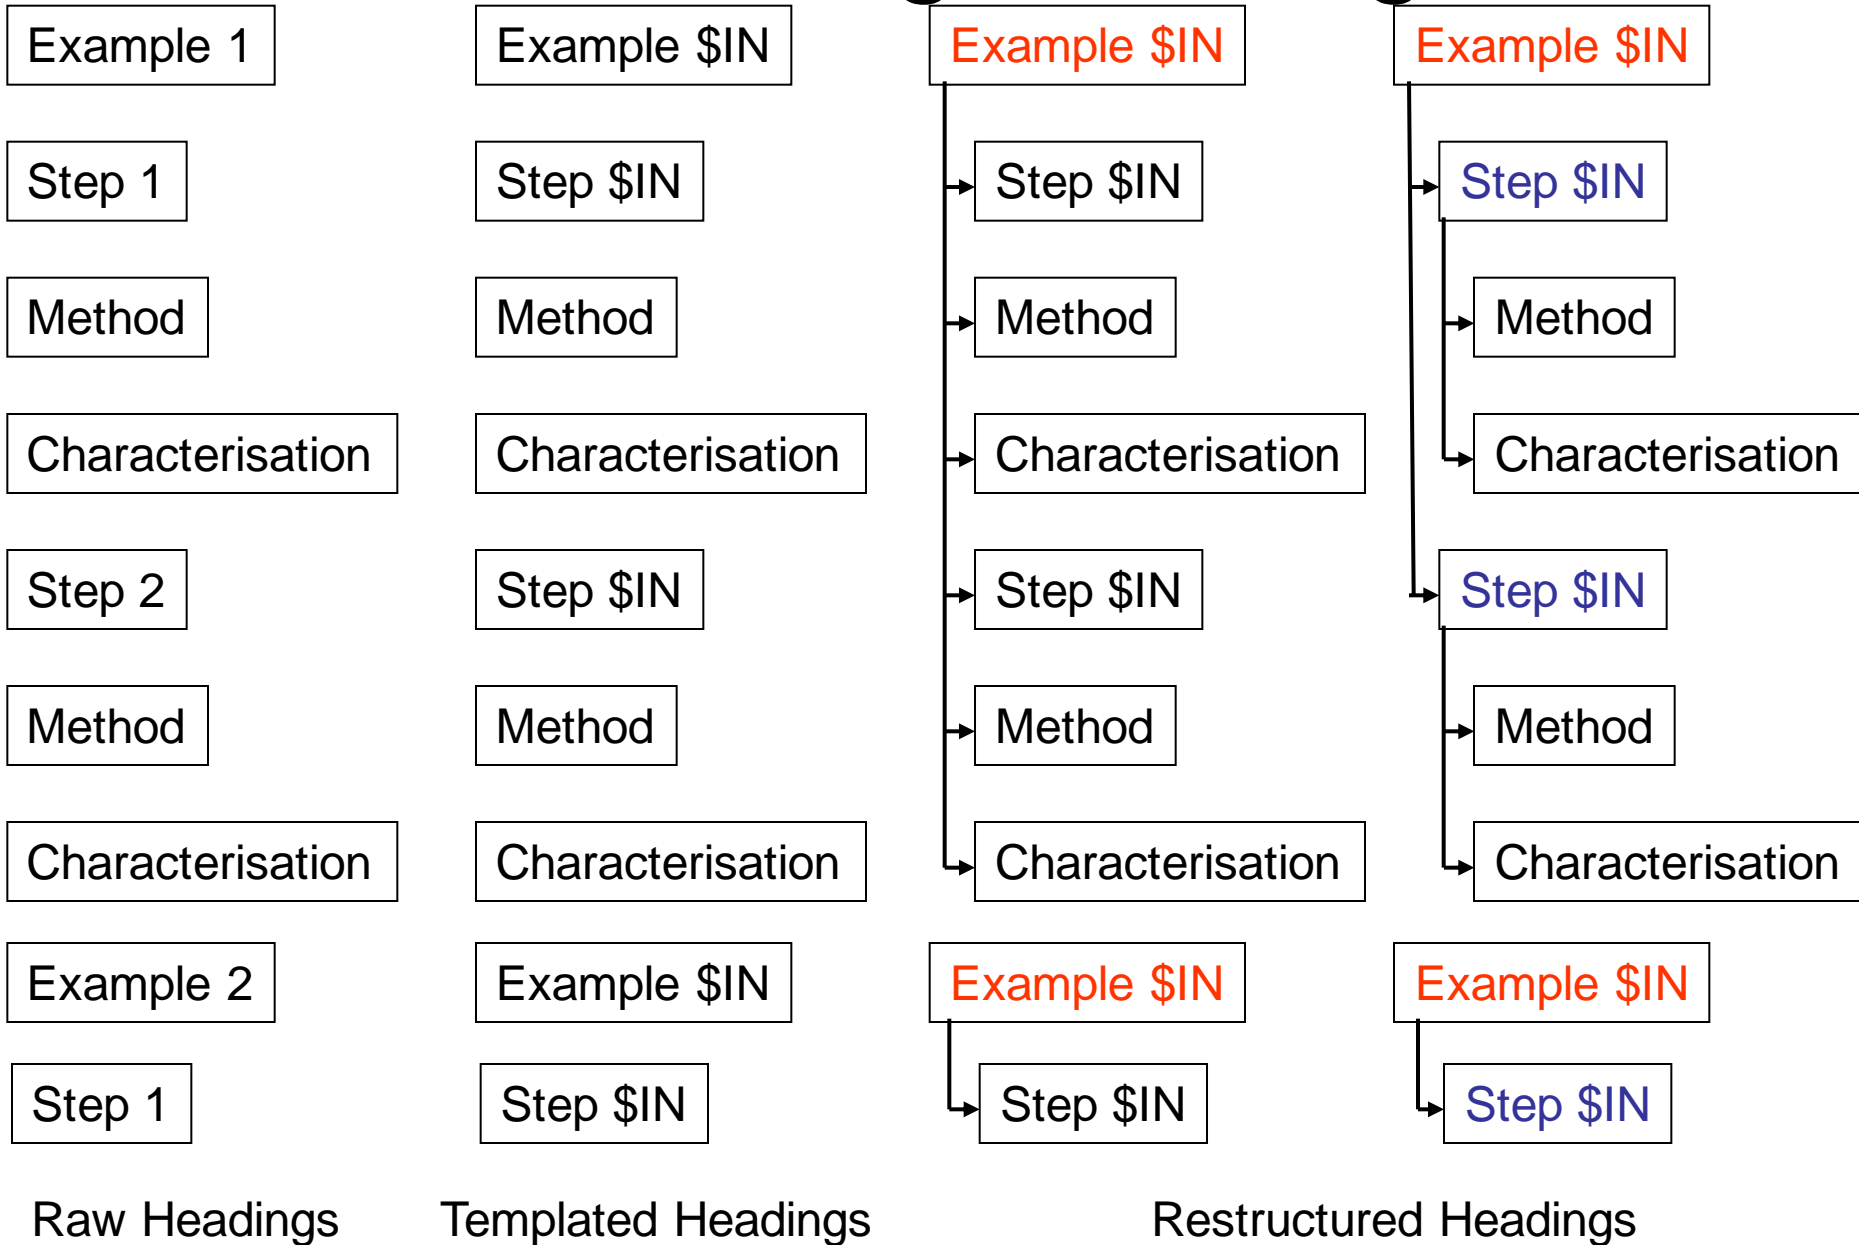 Example 1 Example $IN Example $IN Example $IN
Step 1 Step $IN Step $IN Step $IN
Method Method Method Method
Characterisation Characterisation Characterisation Characterisation
Step 2 Step $IN Step $IN Step $IN
Method Method Method Method
Characterisation Characterisation Characterisation Characterisation
Example 2 Example $IN Example $IN Example $IN
Step 1 Step $IN Step $IN Step $IN
Raw Headings Templated Headings Restructured Headings